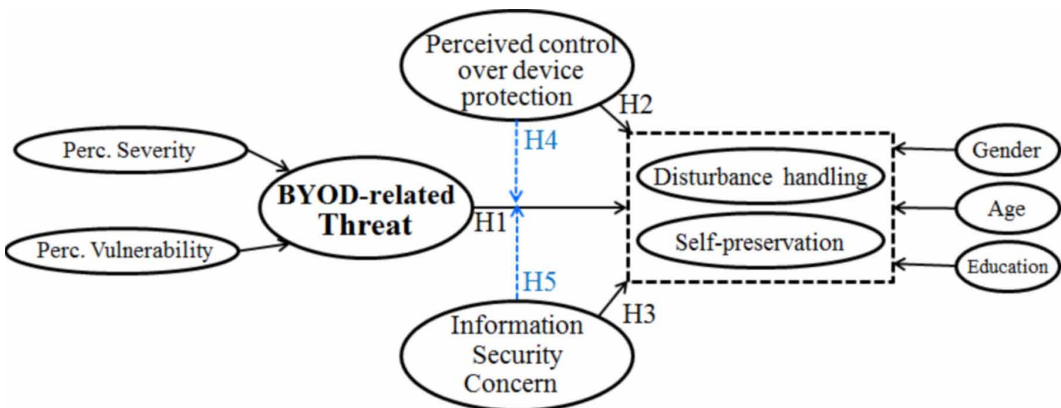 Perceived control
over device
protection
H2
H4
Perc. Severity
Gender
Disturbance handling
BYOD-related
Threat
H1
Age
Self-preservation
Perc. Vulnerability
Education
H5
H3
Information
Security
Concern